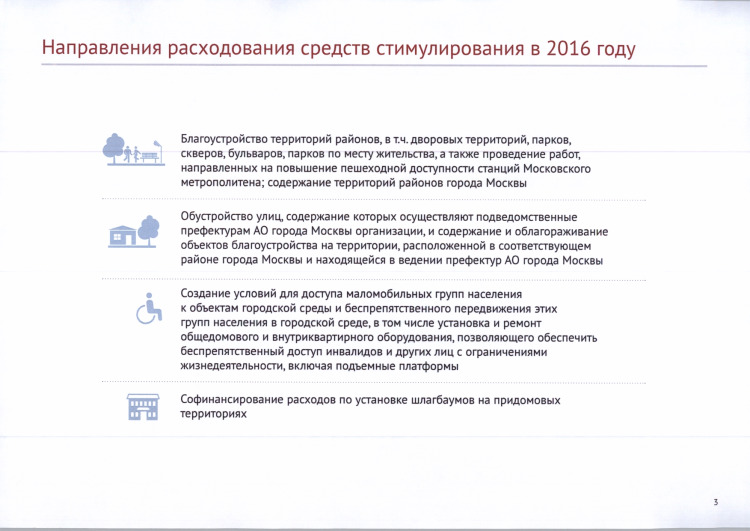 Направления расходования средств стимулирования в 2016 году
Благоустройство территорий районов, в т.ч. дворовых территорий, парков,
скверов, бульваров, парков по месту жительства, а также проведение работ,
направленных на повышение пешеходной доступности станций Московского
метрополитена; содержание территорий районов города Москвы
Обустройство улиц, содержание которых осуществляют подведомственные
префектурам АО города Москвы организации, и содержание и облагораживание
объектов благоустройства на территории, расположенной в соответствующем
районе города Москвы и находящейся в ведении префектур АО города Москвы
Создание условий для доступа маломобильных групп населения
к объектам городской среды и беспрепятственного передвижения этих
групп населения в городской среде, в том числе установка и ремонт
общедомового и внутриквартирного оборудования, позволяющего обеспечить
беспрепятственный доступ инвалидов и других лиц с ограничениями
жизнедеятельности, включая подъемные платформы
Софинансирование расходов по установке шлагбаумов на придомовых
территориях
3